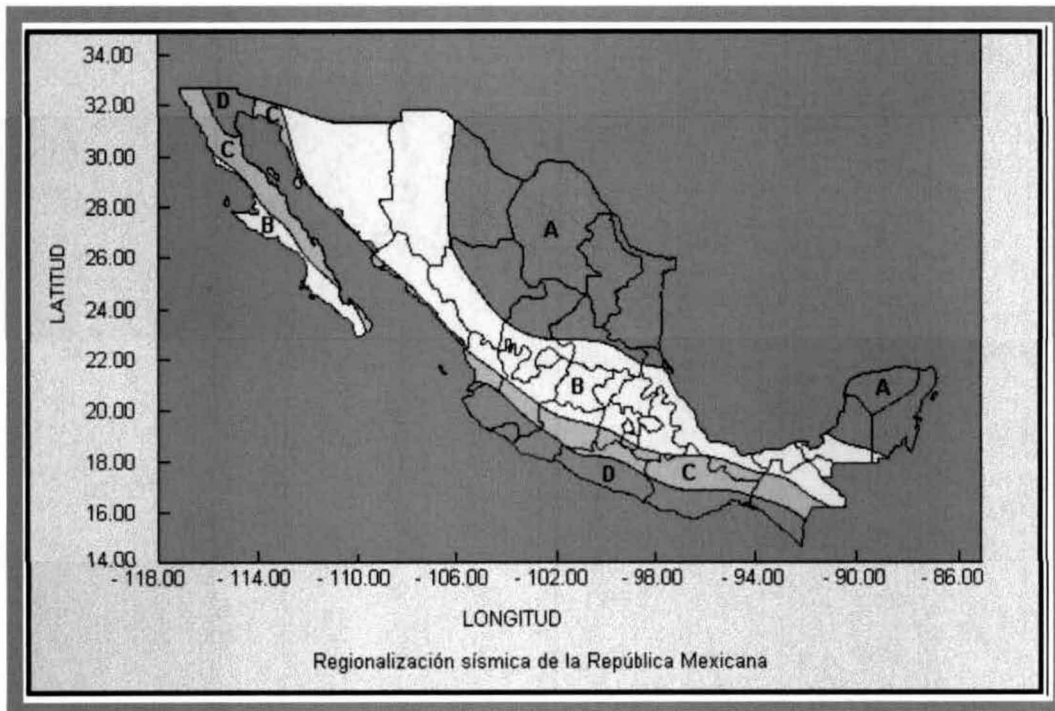 34.00
32.00
30.00
28.00
26.00
24.00
22.00
20.00
18.00
16.00
14.00
LATITUD
D
C
C
B
A
B
A
C
D
- 118.00 - 114.00 - 110.00 - 106.00 - 102.00 - 98.00 - 94.00 - 90.00 - 86.00
LONGITUD
Regionalización sísmica de la República Mexicana